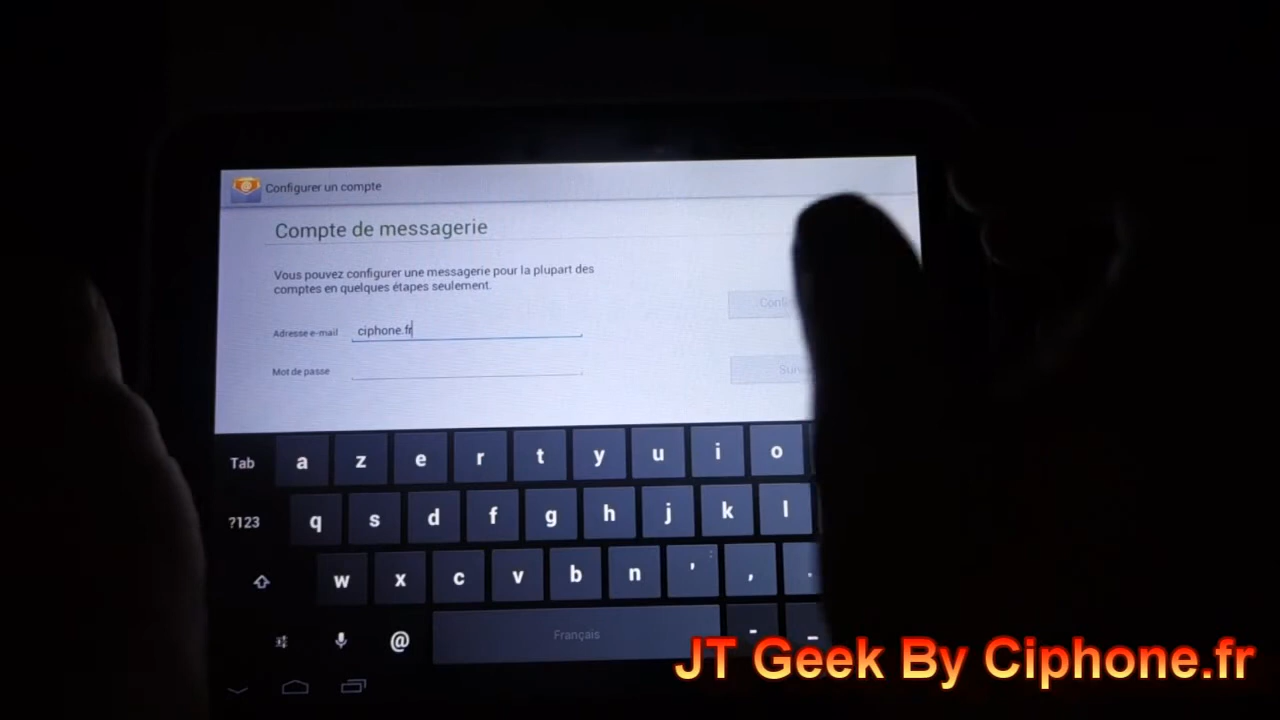 Configurer un compte
Compte de messagerie
Vous pouvez configurer une messagerie pour la plupart des
comptes en quelques étapes seulement.
Adresse e-mail ciphone.fr
Mot de passe
Tab a z e r t y u i o
?123 q s d f g h j k l
w x c v b n ' : , .
@ Français - _
JT Geek By Ciphone.fr